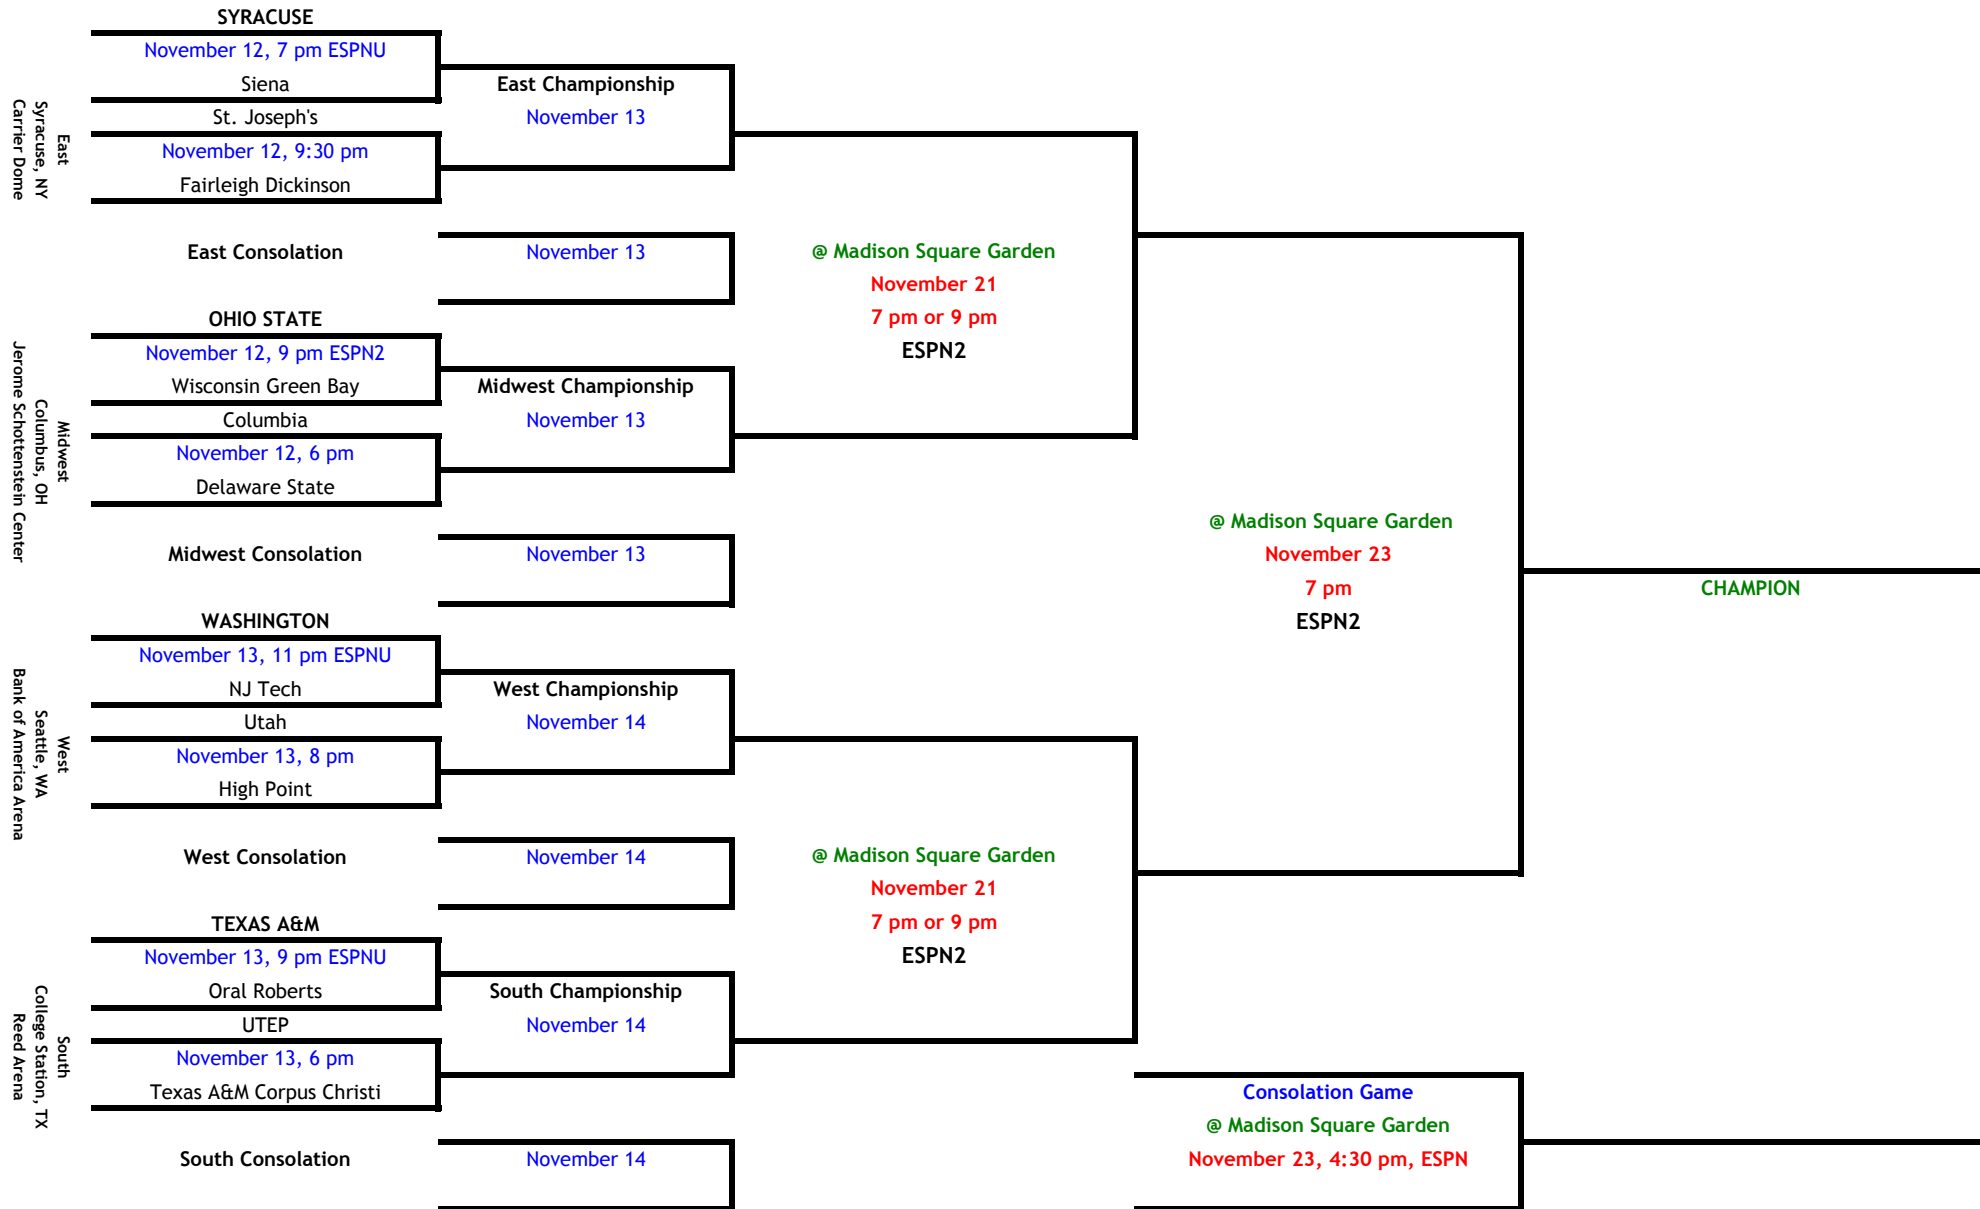 SYRACUSE
November 12, 7 pm ESPNU
Siena
St. Joseph's
November 12, 9:30 pm
Fairleigh Dickinson
East
Syracuse, NY
Carrier Dome
East Championship
November 13
East Consolation
November 13
OHIO STATE
November 12, 9 pm ESPN2
Wisconsin Green Bay
Columbia
November 12, 6 pm
Delaware State
Midwest
Columbus, OH
Jerome Schottenstein Center
Midwest Championship
November 13
Midwest Consolation
November 13
@ Madison Square Garden
November 21
7 pm or 9 pm
ESPN2
WASHINGTON
November 13, 11 pm ESPNU
NJ Tech
Utah
November 13, 8 pm
High Point
West
Seattle, WA
Bank of America Arena
West Championship
November 14
West Consolation
November 14
TEXAS A&M
November 13, 9 pm ESPNU
Oral Roberts
UTEP
November 13, 6 pm
Texas A&M Corpus Christi
South
College Station, TX
Reed Arena
South Championship
November 14
South Consolation
November 14
@ Madison Square Garden
November 21
7 pm or 9 pm
ESPN2
@ Madison Square Garden
November 23
7 pm
ESPN2
CHAMPION
Consolation Game
@ Madison Square Garden
November 23, 4:30 pm, ESPN